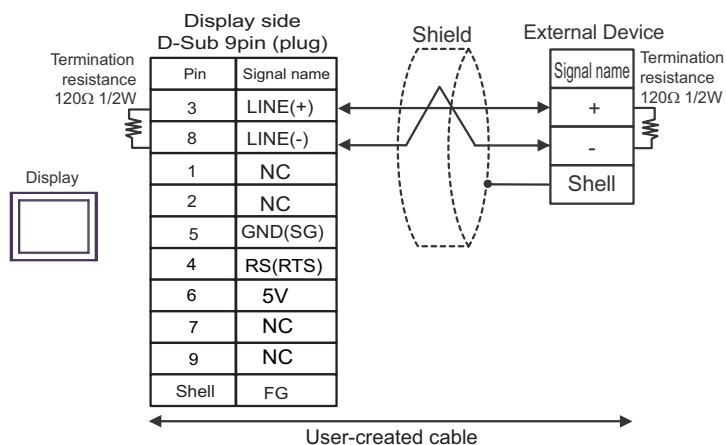 Display side
D-Sub 9pin (plug)
Shield
External Device
Termination
resistance
120Ω 1/2W
Pin
Signal name
3
LINE(+)
8
LINE(-)
1
NC
2
NC
5
GND(SG)
4
RS(RTS)
6
5V
7
NC
9
NC
Shell
FG
Display
Signal name
+
-
Shell
Termination
resistance
120Ω 1/2W
User-created cable